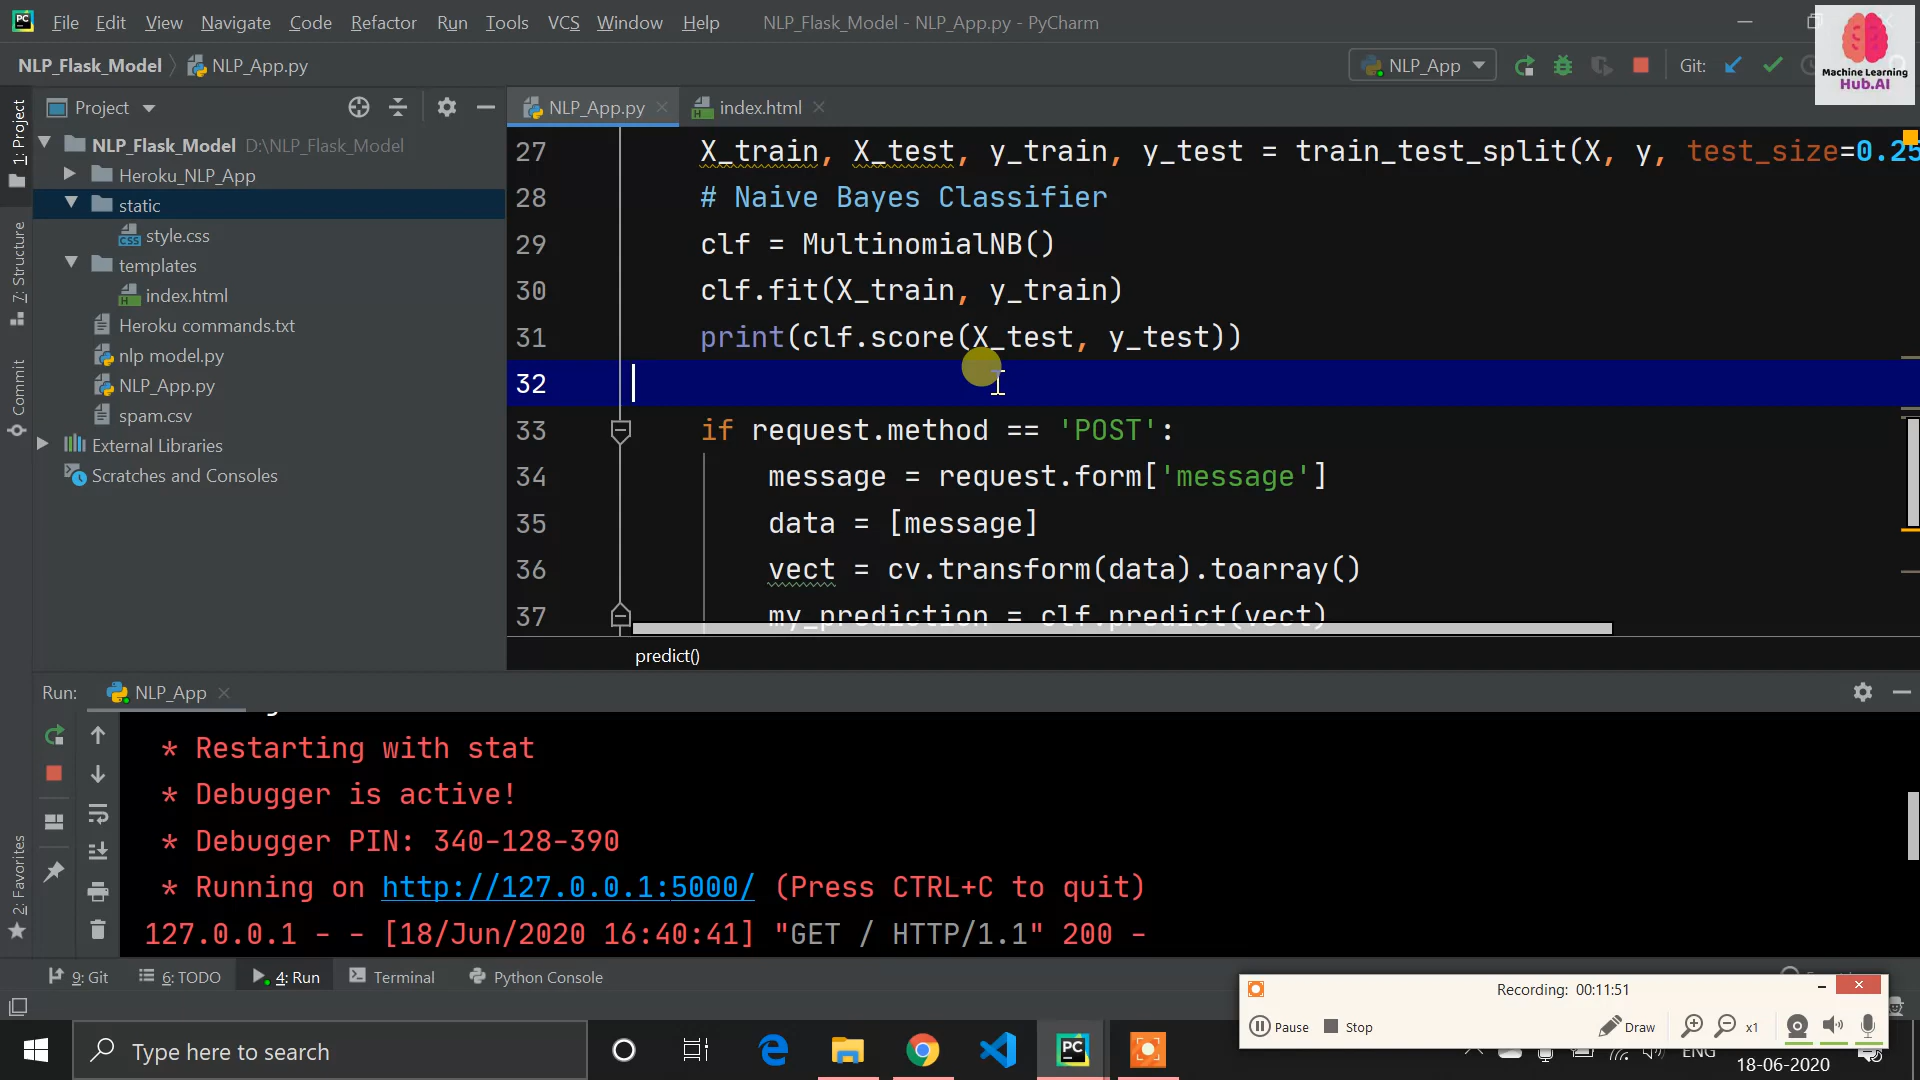 File Edit View Navigate Code Refactor Run Tools VCS Window Help NLP_Flask_Model - NLP_App.py - PyCharm
Machine Learning
Hub.AI
NLP_Flask_Model NLP_App.py NLP_App Git:
Project NLP_App.py index.html
1: Project
7: Structure
Commit
2: Favorites
NLP_Flask_Model D:\NLP_Flask_Model
Heroku_NLP_App
static
style.css
templates
index.html
Heroku commands.txt
nlp model.py
NLP_App.py
spam.csv
External Libraries
Scratches and Consoles
27 X_train, X_test, y_train, y_test = train_test_split(X, y, test_size=0.25
28 # Naive Bayes Classifier
29 clf = MultinomialNB()
30 clf.fit(X_train, y_train)
31 print(clf.score(X_test, y_test))
32
33 if request.method == 'POST':
34 message = request.form['message']
35 data = [message]
36 vect = cv.transform(data).toarray()
37 my_prediction = clf.predict(vect)
predict()
Run: NLP_App
* Restarting with stat
* Debugger is active!
* Debugger PIN: 340-128-390
* Running on http://127.0.0.1:5000/ (Press CTRL+C to quit)
127.0.0.1 - - [18/Jun/2020 16:40:41] "GET / HTTP/1.1" 200 -
9: Git 6: TODO 4: Run Terminal Python Console
Recording: 00:11:51
Pause Stop Draw x1
Type here to search
PC
ENG
18-06-2020